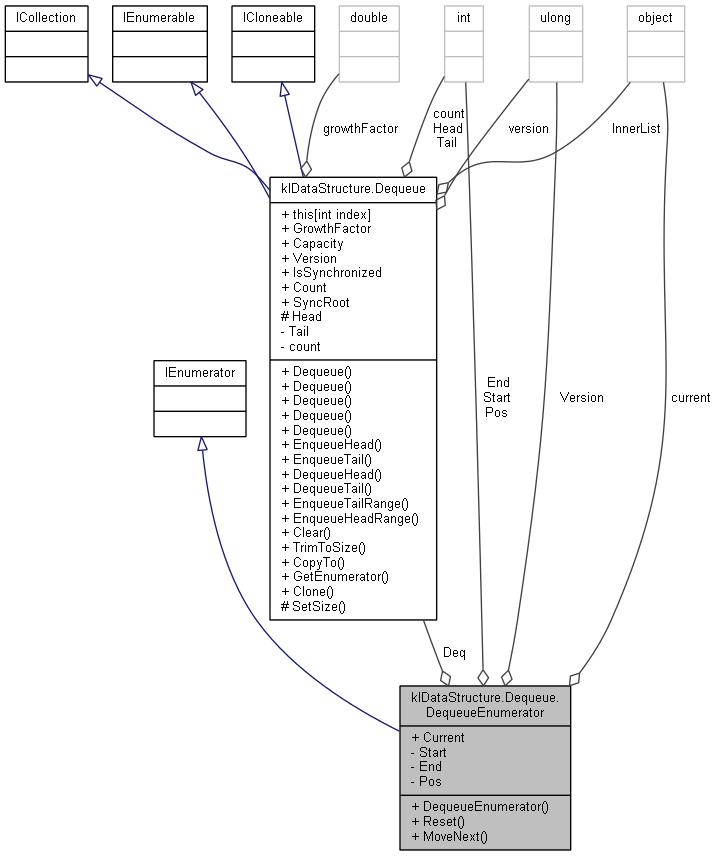 ICollection
IEnumerable
ICloneable
double
int
ulong
object
growthFactor
count
Head
Tail
version
InnerList
klDataStructure.Dequeue
+ this[int index]
+ GrowthFactor
+ Capacity
+ Version
+ IsSynchronized
+ Count
+ SyncRoot
# Head
- Tail
- count
+ Dequeue()
+ Dequeue()
+ Dequeue()
+ Dequeue()
+ Dequeue()
+ EnqueueHead()
+ EnqueueTail()
+ DequeueHead()
+ DequeueTail()
+ EnqueueTailRange()
+ EnqueueHeadRange()
+ Clear()
+ TrimToSize()
+ CopyTo()
+ GetEnumerator()
+ Clone()
# SetSize()
IEnumerator
End
Start
Pos
Version
current
Deq
klDataStructure.Dequeue.
DequeueEnumerator
+ Current
- Start
- End
- Pos
+ DequeueEnumerator()
+ Reset()
+ MoveNext()